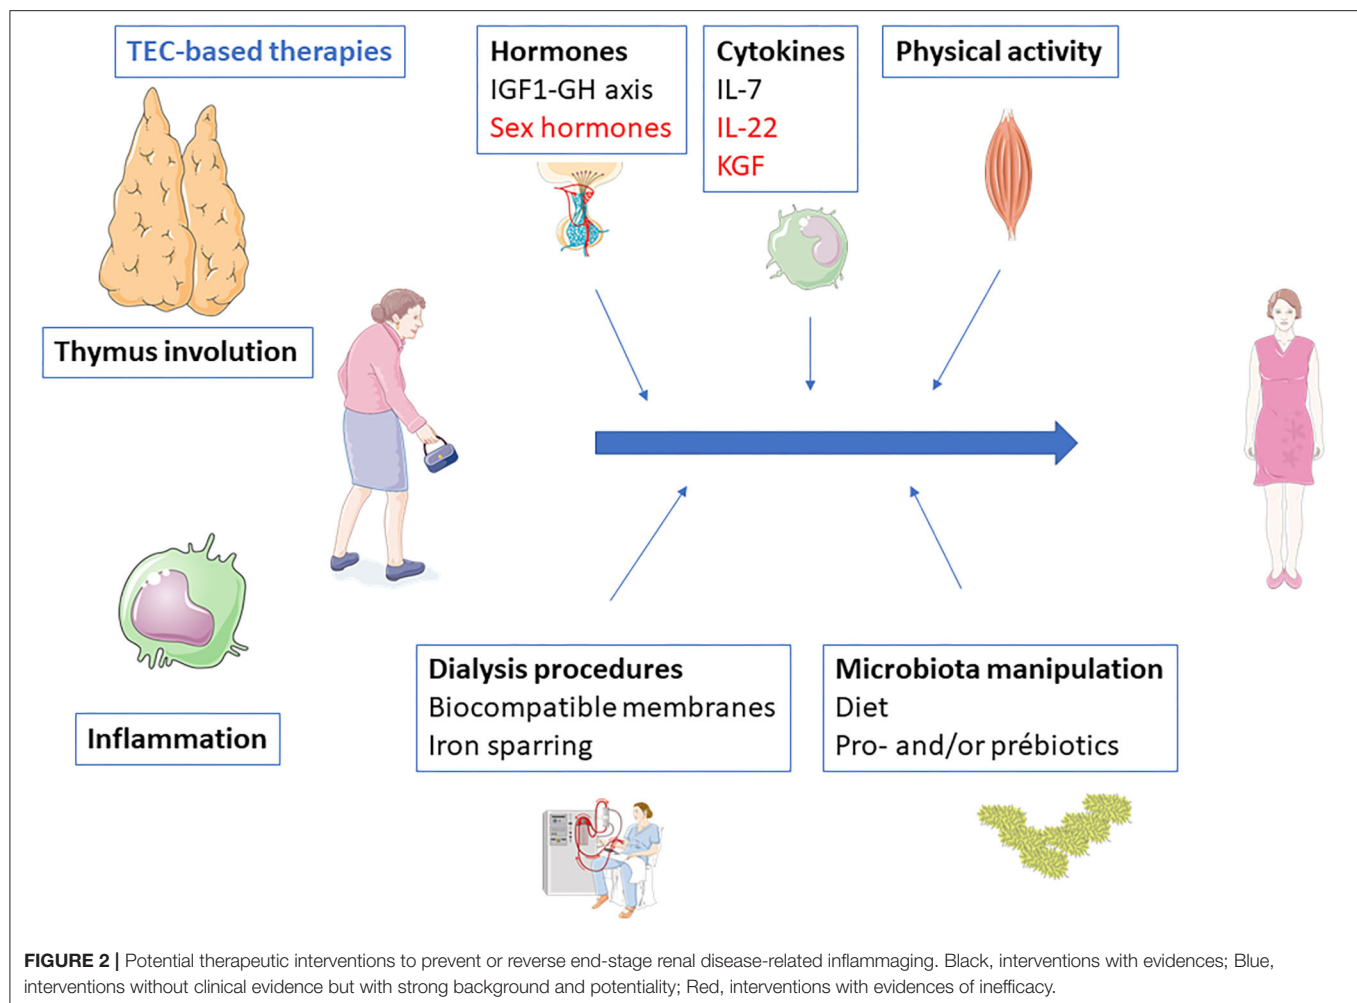 TEC-based therapies
Hormones
IGF1-GH axis
Sex hormones
Cytokines
IL-7
IL-22
KGF
Physical activity
Thymus involution
Inflammation
Dialysis procedures
Biocompatible membranes
Iron sparring
Microbiota manipulation
Diet
Pro- and/or prébiotics
FIGURE 2 | Potential therapeutic interventions to prevent or reverse end-stage renal disease-related inflammaging. Black, interventions with evidences; Blue,
interventions without clinical evidence but with strong background and potentiality; Red, interventions with evidences of inefficacy.